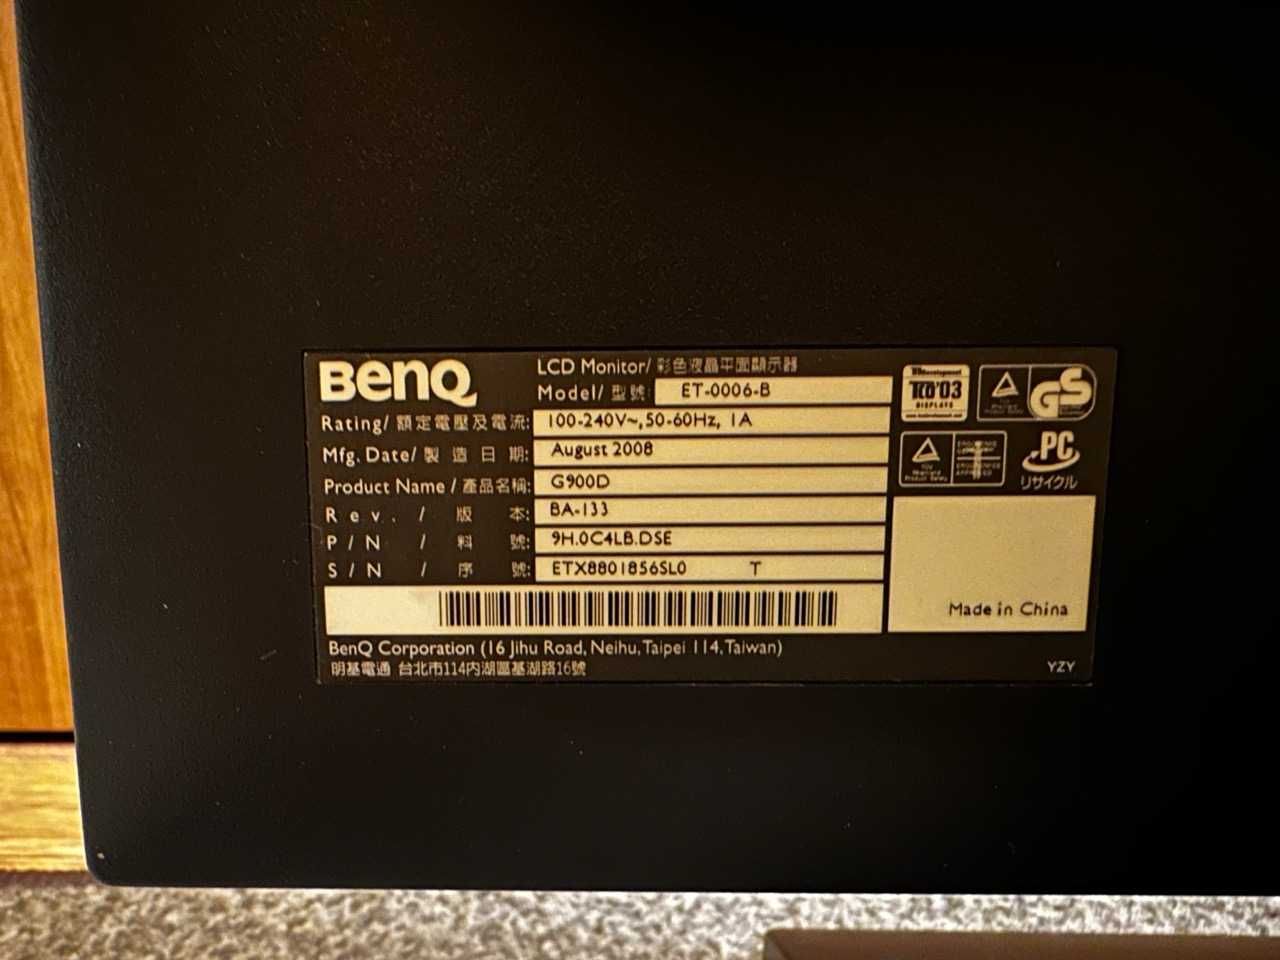 BenQ
LCD Monitor/ 彩色液晶平面顯示器
Model/ 型號: ET-0006-B
Rating/ 額定電壓及電流: 100-240V~, 50-60Hz, 1A
Mfg. Date/ 製 造 日 期: August 2008
Product Name / 產品名稱: G900D
Rev. / 版 本: BA-133
P/N / 料 號: 9H.0C4LB.DSE
S/N / 序 號: ETX8801856SL0 T
BenQ Corporation (16 Jihu Road, Neihu, Taipei 114, Taiwan)
明基電通 台北市114內湖區基湖路16號
TCO'03
DISPLAYS
GS
PC
リサイクル
Made in China
YZY